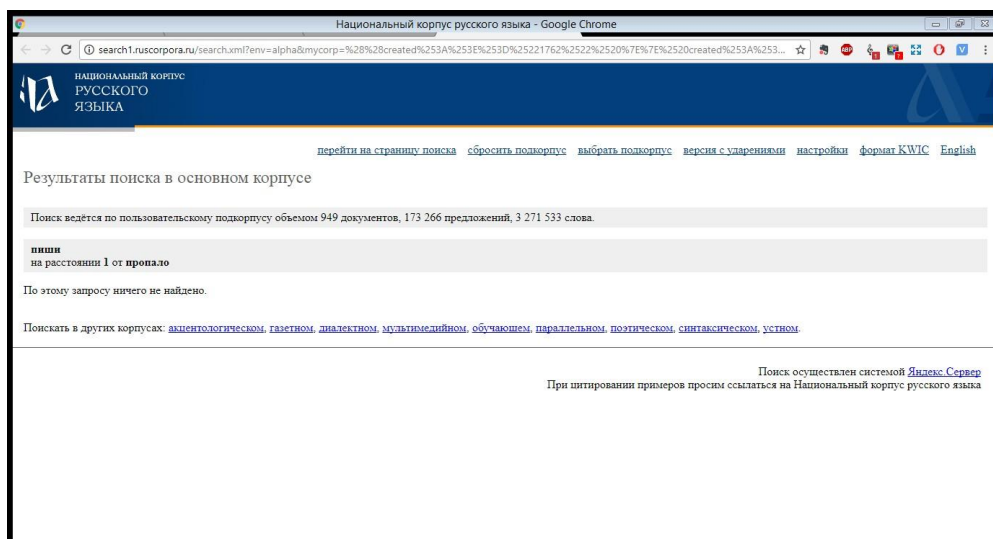 Национальный корпус русского языка - Google Chrome
search1.ruscorpora.ru/search.xml?env=alpha&mycorp=%28%28created%253A%253E%253D%25221762%2522%2520%7E%7E%2520created%253A%253...
НАЦИОНАЛЬНЫЙ КОРПУС
РУССКОГО
ЯЗЫКА
перейти на страницу поиска сбросить подкорпус выбрать подкорпус версия с ударениями настройки формат KWIC English
Результаты поиска в основном корпусе
Поиск ведётся по пользовательскому подкорпусу объемом 949 документов, 173 266 предложений, 3 271 533 слова.
пиши
на расстоянии 1 от пропало
По этому запросу ничего не найдено.
Поискать в других корпусах: акцентологическом, газетном, диалектном, мультимедийном, обучающем, параллельном, поэтическом, синтаксическом, устном.
Поиск осуществлен системой Яндекс.Сервер
При цитировании примеров просим ссылаться на Национальный корпус русского языка